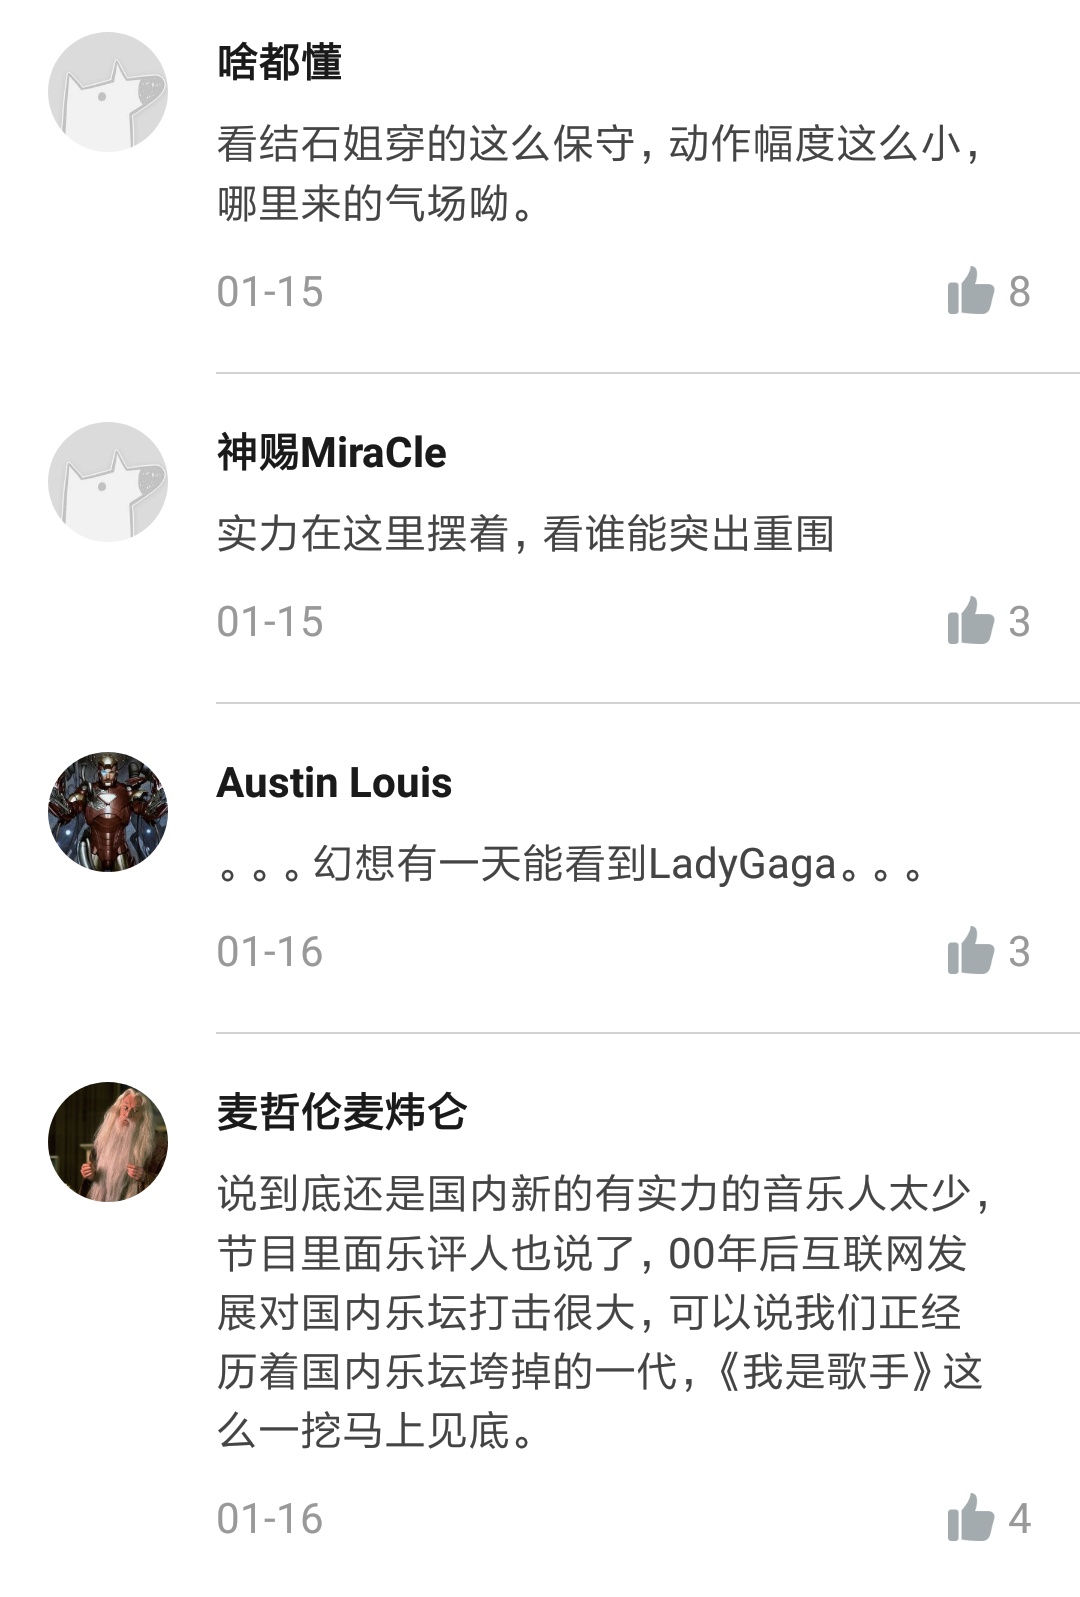 啥都懂
看结石姐穿的这么保守，动作幅度这么小，
哪里来的气场呦。
01-15
8
神赐MiraCle
实力在这里摆着，看谁能突出重围
01-15
3
Austin Louis
。。。幻想有一天能看到LadyGaga。。。
01-16
3
麦哲伦麦炜仑
说到底还是国内新的有实力的音乐人太少，
节目里面乐评人也说了，00年后互联网发
展对国内乐坛打击很大，可以说我们正经
历着国内乐坛垮掉的一代，《我是歌手》这
么一挖马上见底。
01-16
4